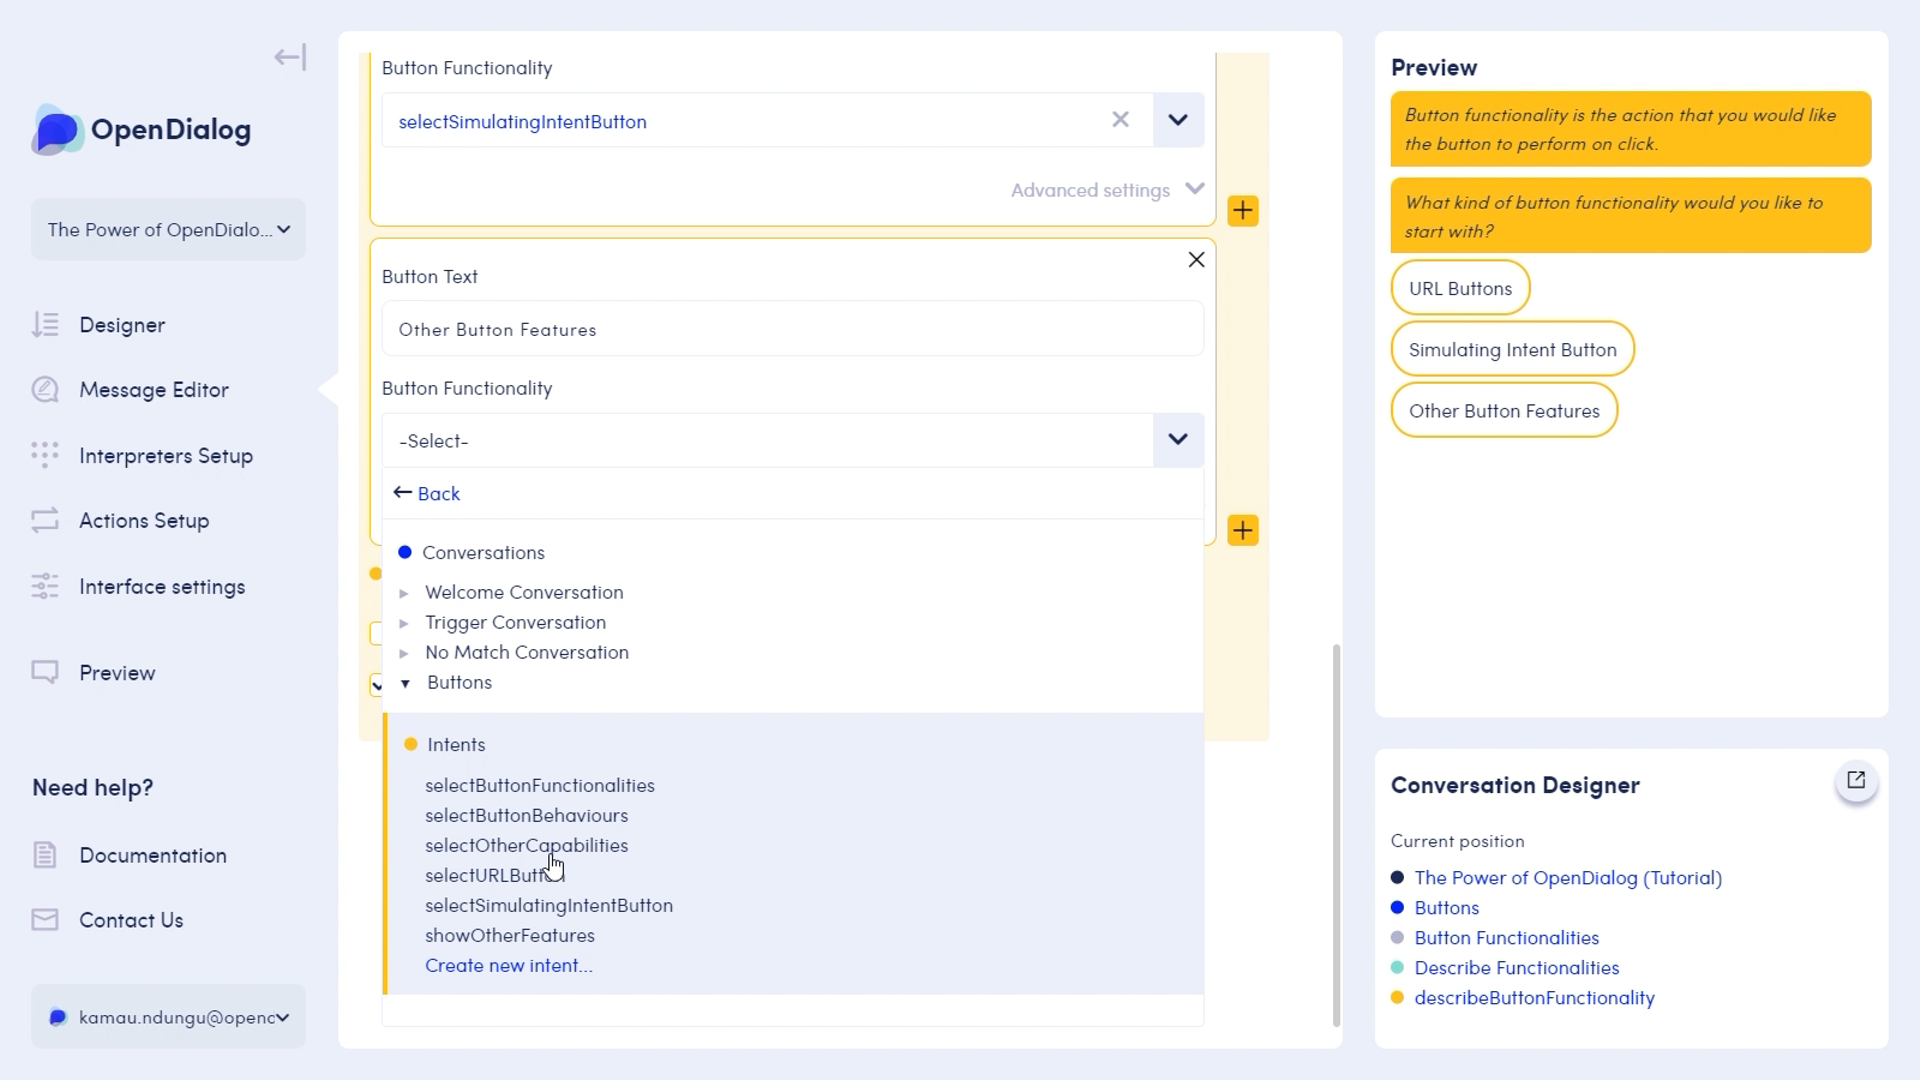 OpenDialog
The Power of OpenDialo...
Designer
Message Editor
Interpreters Setup
Actions Setup
Interface settings
Preview
Need help?
Documentation
Contact Us
kamau.ndungu@openc
Button Functionality
selectSimulatingIntentButton
Advanced settings
Button Text
Other Button Features
Button Functionality
-Select-
Back
Conversations
Welcome Conversation
Trigger Conversation
No Match Conversation
Buttons
Intents
selectButtonFunctionalities
selectButtonBehaviours
selectOtherCapabilities
selectURLButton
selectSimulatingIntentButton
showOtherFeatures
Create new intent...
Preview
Button functionality is the action that you would like
the button to perform on click.
What kind of button functionality would you like to
start with?
URL Buttons
Simulating Intent Button
Other Button Features
Conversation Designer
Current position
The Power of OpenDialog (Tutorial)
Buttons
Button Functionalities
Describe Functionalities
describeButtonFunctionality